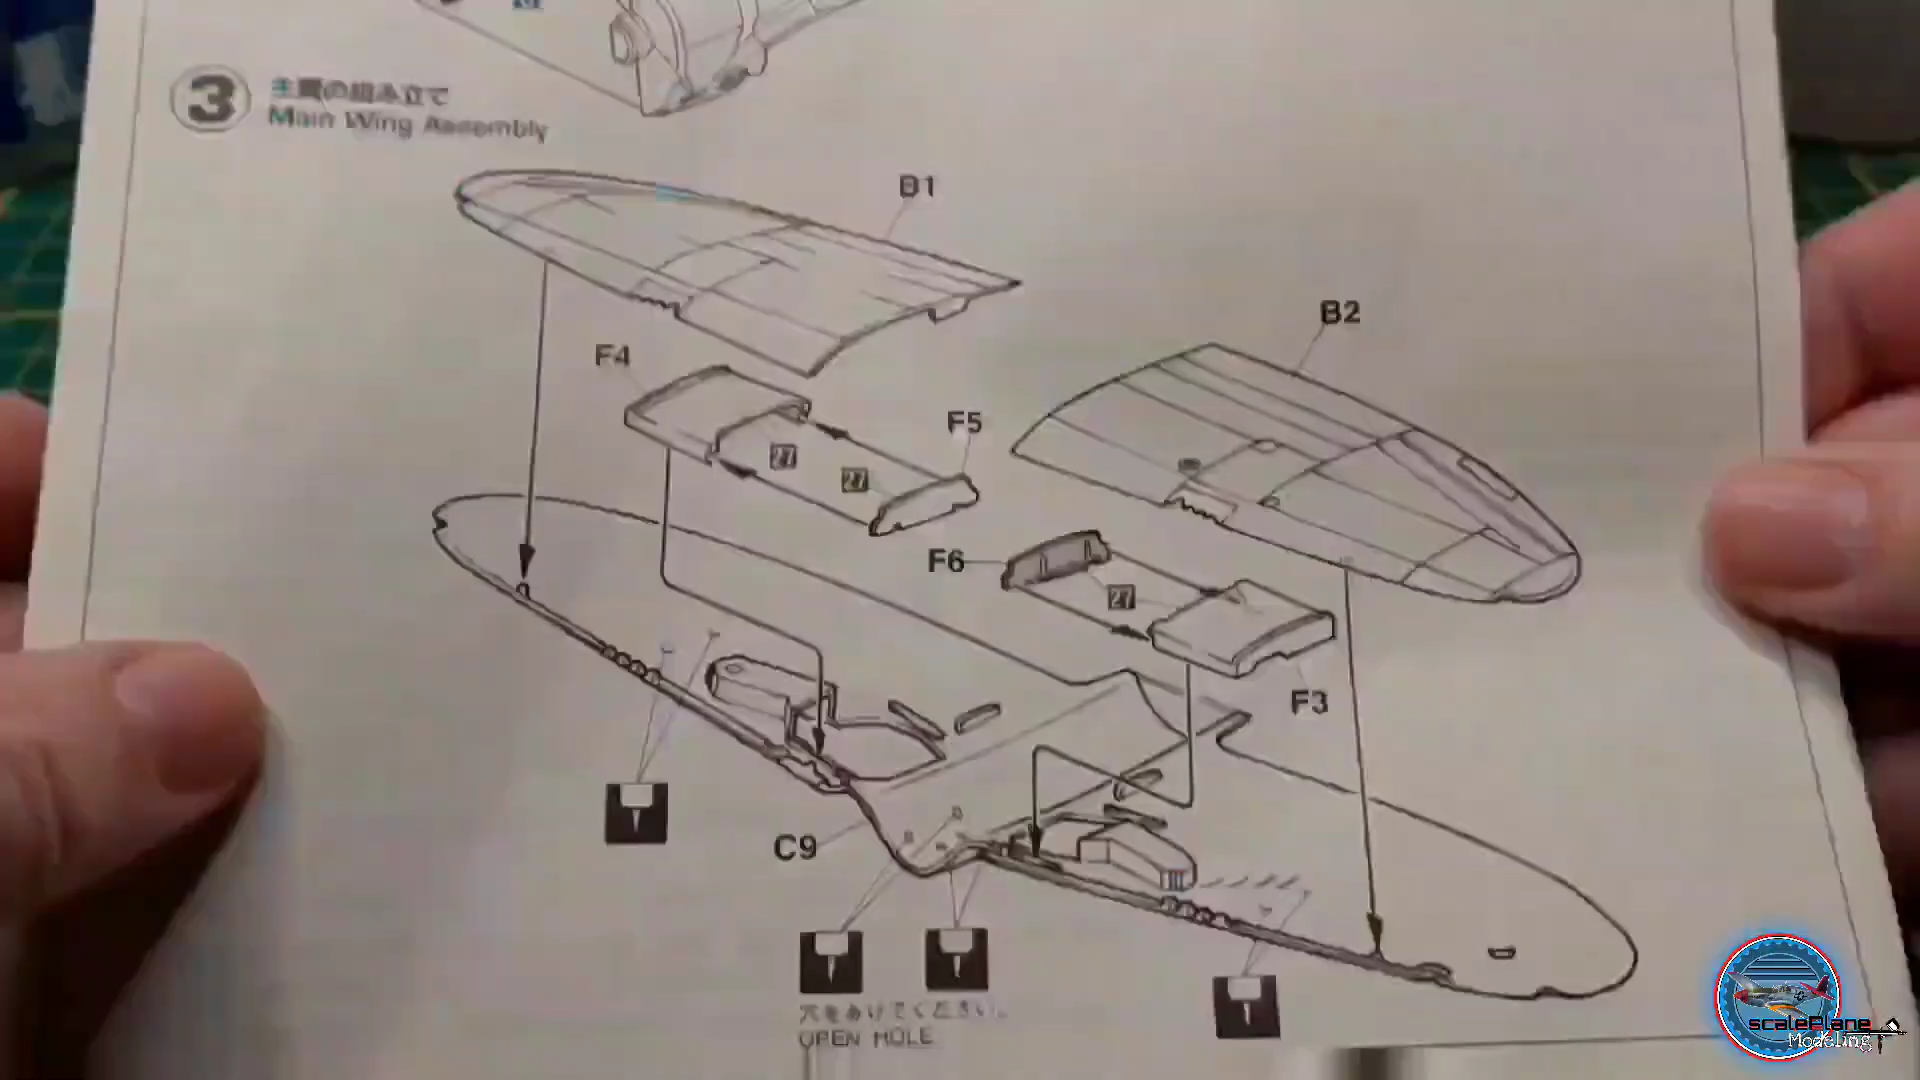 3
主翼の組み立て
Main Wing Assembly
B1
B2
F4
F5
27
27
F6
27
F3
C9
穴をあけてください。
OPEN HOLE
scalePlane
Modeling